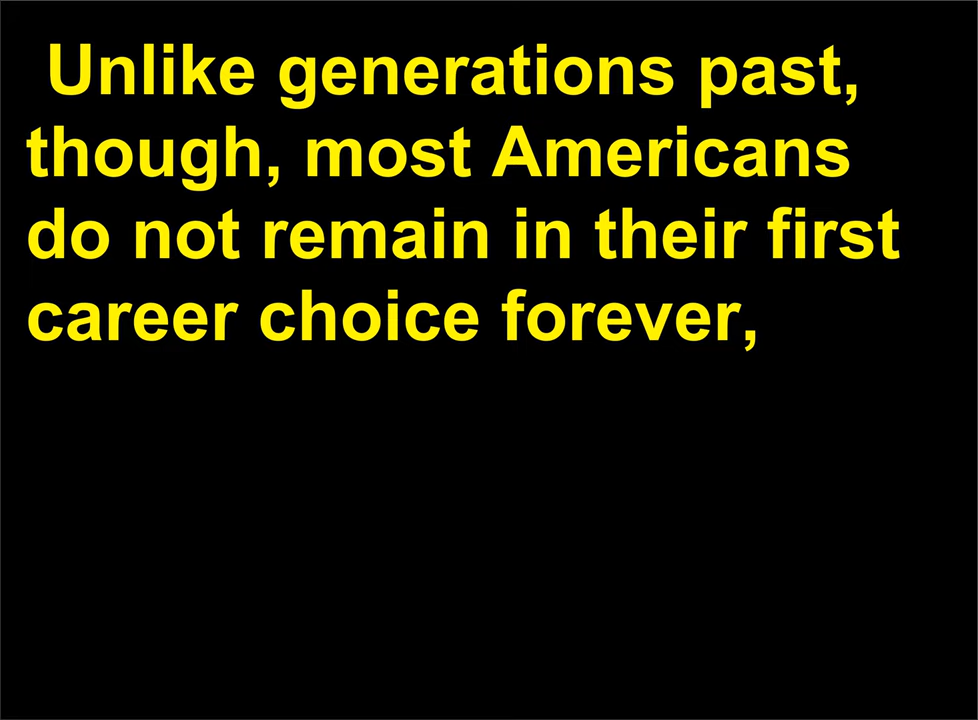 Unlike generations past,
though, most Americans
do not remain in their first
career choice forever,